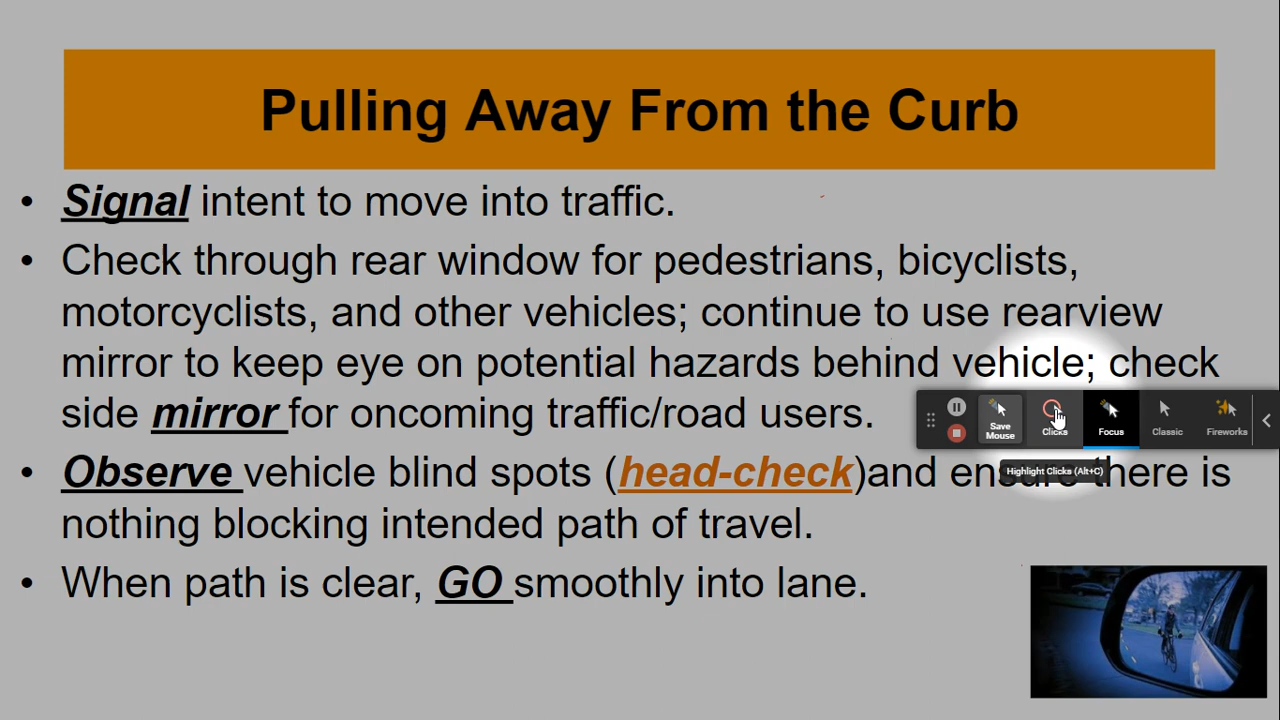 Pulling Away From the Curb
• Signal intent to move into traffic.
• Check through rear window for pedestrians, bicyclists,
motorcyclists, and other vehicles; continue to use rearview
mirror to keep eye on potential hazards behind vehicle; check
side mirror for oncoming traffic/road users.
Save Mouse
Clicks
Focus
Classic
Fireworks
Highlight Clicks (Alt+C)
• Observe vehicle blind spots (head-check)and ensure there is
nothing blocking intended path of travel.
• When path is clear, GO smoothly into lane.